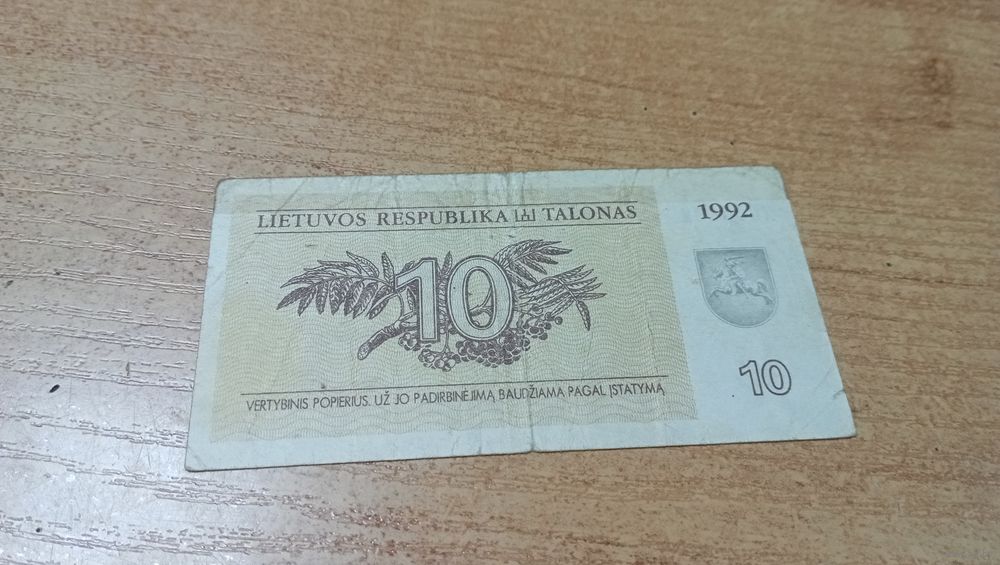 LIETUVOS RESPUBLIKA TALONAS
1992
10
VERTYBINIS POPIERIUS. UŽ JO PADIRBINĖJIMĄ BAUDŽIAMA PAGAL ĮSTATYMĄ
10